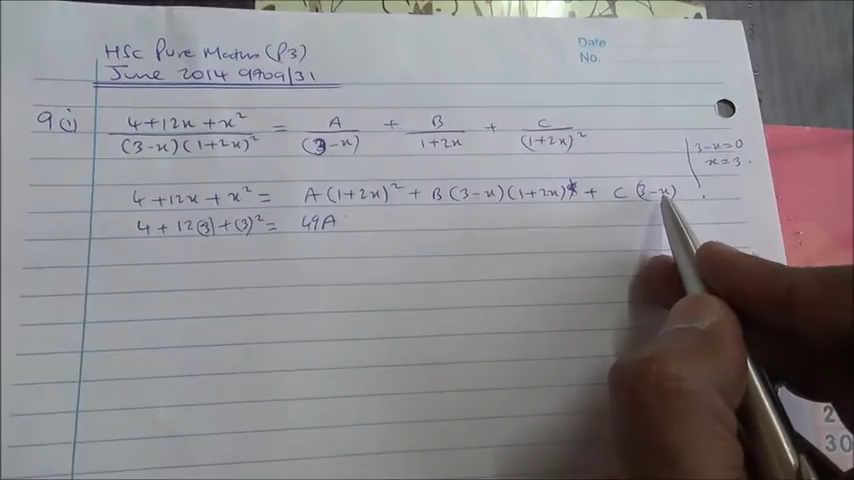 HSC Pure Maths (P3)
June 2014 9709/31
Date
No.
9(i) (4+12x+x²)/((3-x)(1+2x)²) = A/(3-x) + B/(1+2x) + C/(1+2x)²
3-x=0
x=3.
4+12x+x² = A(1+2x)² + B(3-x)(1+2x) + C(3-x)
4+12(3)+(3)² = 49A
2
30